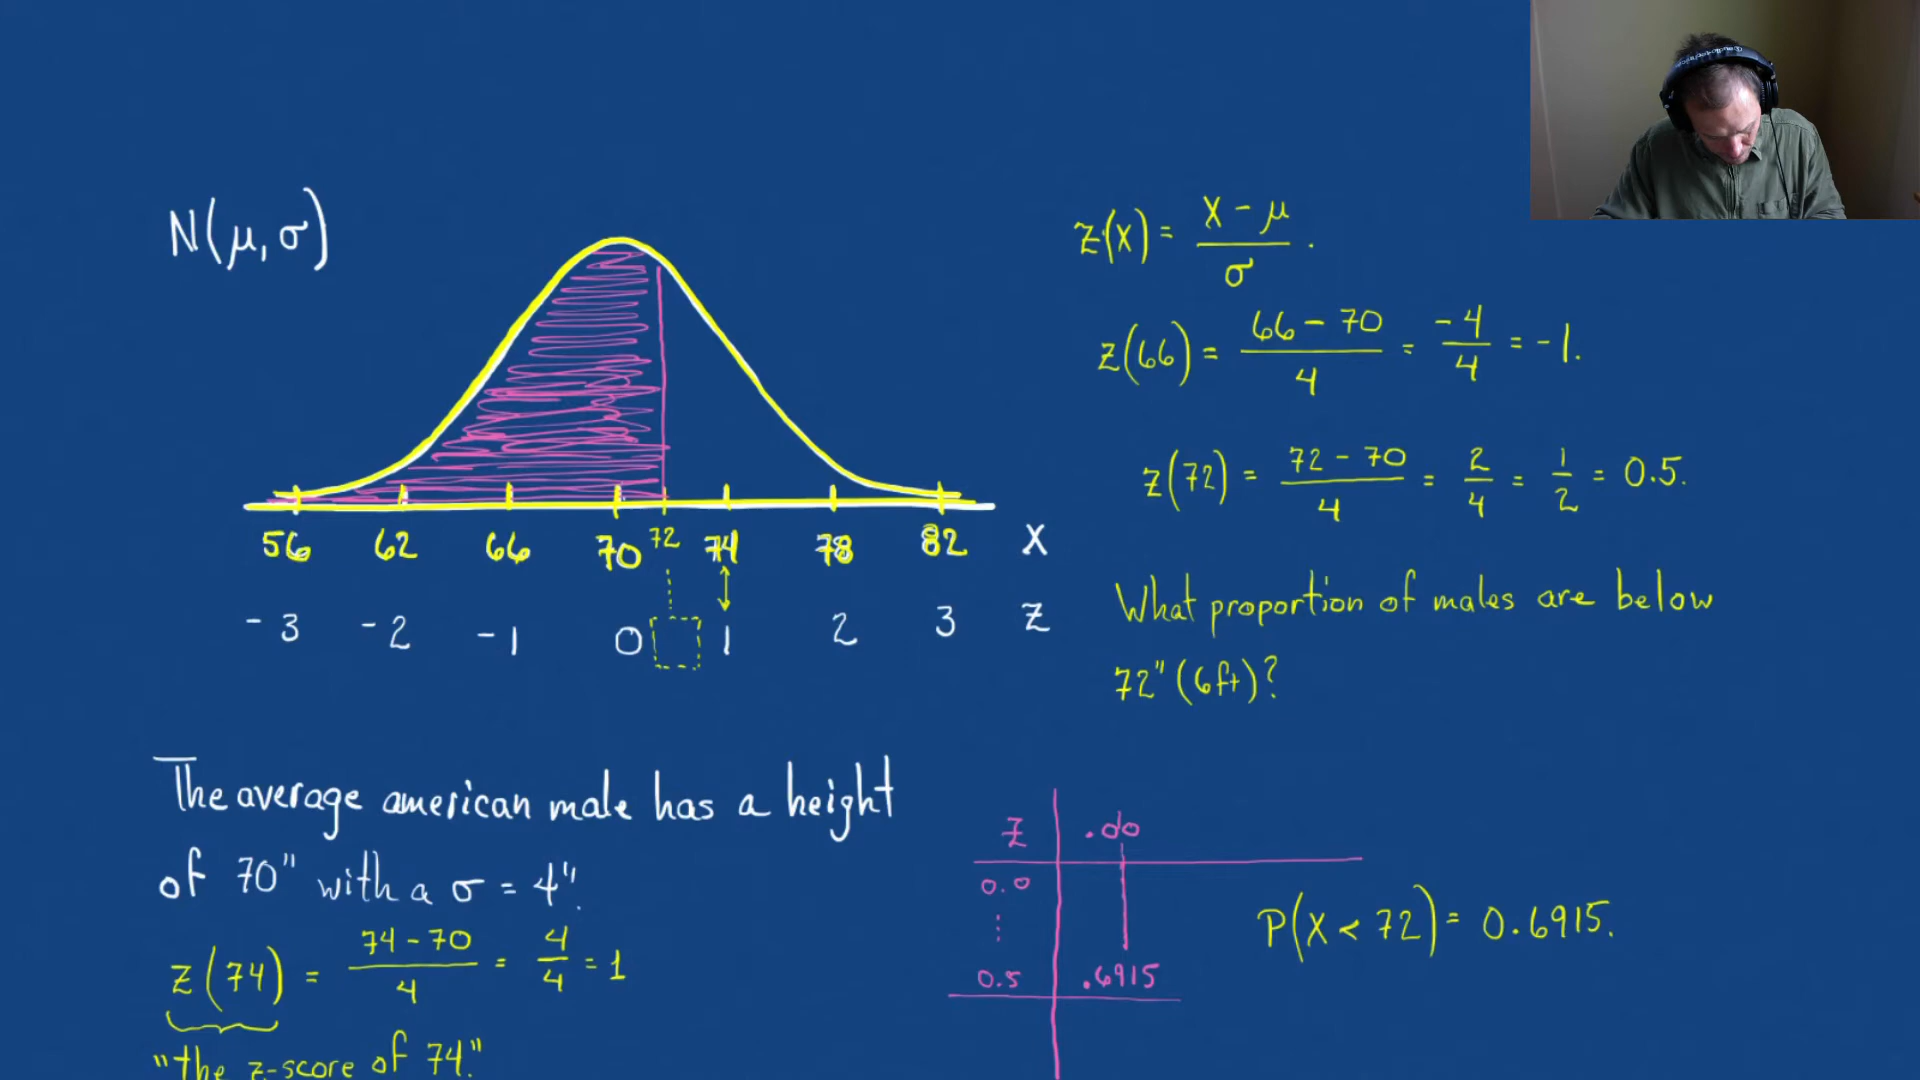 N(μ, σ)
56 62 66 70 72 74 78 82 X
-3 -2 -1 0 1 2 3 Z
The average american male has a height
of 70" with a σ = 4".
z(74) = 74-70 / 4 = 4/4 = 1
"the z-score of 74."
z(x) = x-μ / σ .
z(66) = 66-70 / 4 = -4/4 = -1.
z(72) = 72-70 / 4 = 2/4 = 1/2 = 0.5.
What proportion of males are below
72" (6ft)?
Z .00
0.0
⋮
0.5 .6915
P(X < 72) = 0.6915.